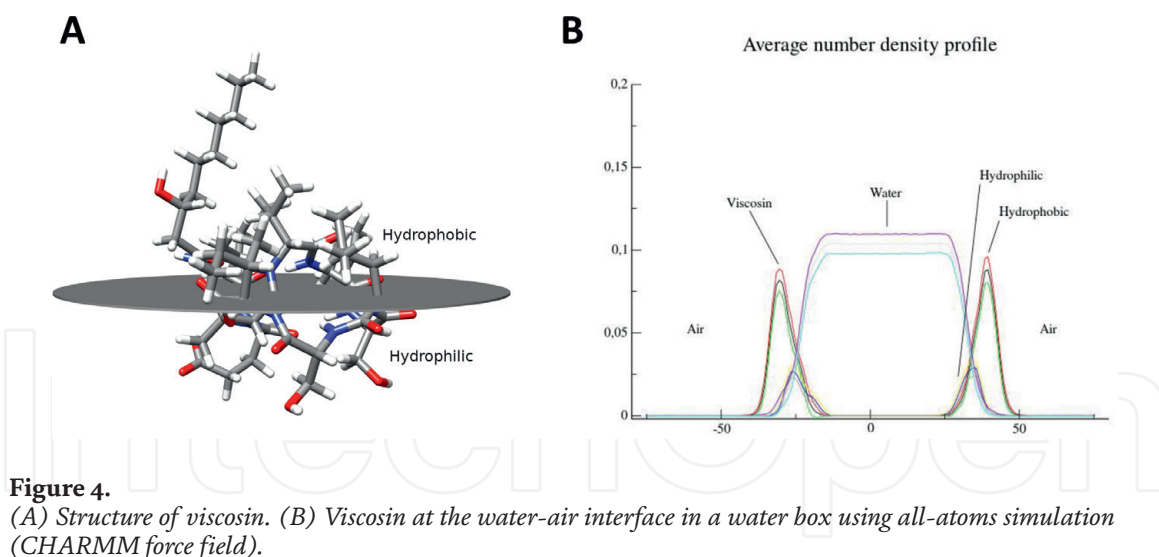 A
Hydrophobic
Hydrophilic
B
Average number density profile
0,2
0,15
0,1
0,05
0
-50
0
50
Viscosin
Water
Hydrophilic
Hydrophobic
Air
Air
IntechOpen
Figure 4.
(A) Structure of viscosin. (B) Viscosin at the water-air interface in a water box using all-atoms simulation
(CHARMM force field).